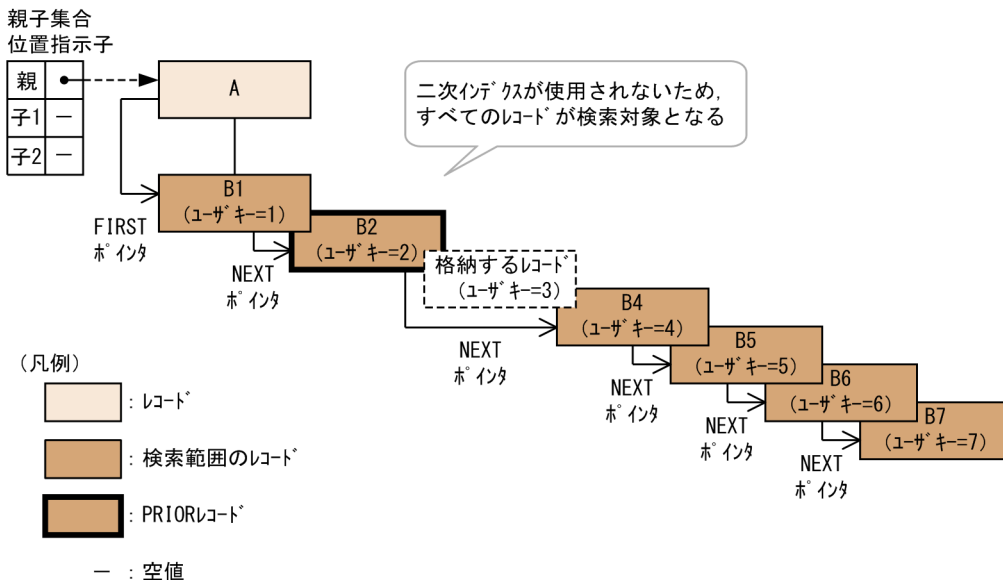 親子集合
位置指示子
親
子1 －
子2 －
A
二次ｲﾝﾃﾞｸｽが使用されないため，
すべてのﾚｺｰﾄﾞが検索対象となる
B1
(ﾕｰｻﾞｷｰ=1)
FIRST
ﾎﾟｲﾝﾀ
B2
(ﾕｰｻﾞｷｰ=2)
NEXT
ﾎﾟｲﾝﾀ
格納するﾚｺｰﾄﾞ
(ﾕｰｻﾞｷｰ=3)
B4
(ﾕｰｻﾞｷｰ=4)
NEXT
ﾎﾟｲﾝﾀ
B5
(ﾕｰｻﾞｷｰ=5)
NEXT
ﾎﾟｲﾝﾀ
B6
(ﾕｰｻﾞｷｰ=6)
NEXT
ﾎﾟｲﾝﾀ
B7
(ﾕｰｻﾞｷｰ=7)
NEXT
ﾎﾟｲﾝﾀ
(凡例)
：ﾚｺｰﾄﾞ
：検索範囲のﾚｺｰﾄﾞ
：PRIORﾚｺｰﾄﾞ
－ ：空値